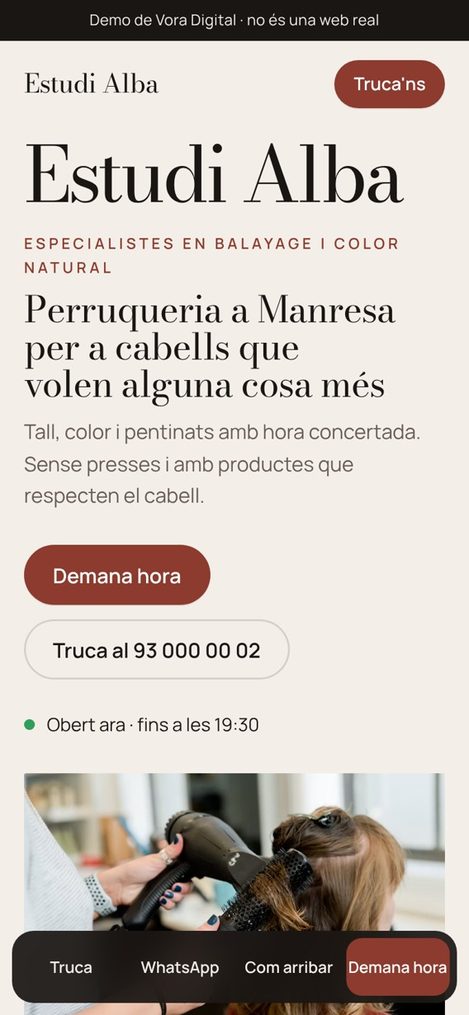 Demo de Vora Digital · no és una web real
Estudi Alba
Truca'ns
Estudi Alba
ESPECIALISTES EN BALAYAGE I COLOR
NATURAL
Perruqueria a Manresa
per a cabells que
volen alguna cosa més
Tall, color i pentinats amb hora concertada.
Sense presses i amb productes que
respecten el cabell.
Demana hora
Truca al 93 000 00 02
Obert ara · fins a les 19:30
Truca
WhatsApp
Com arribar
Demana hora